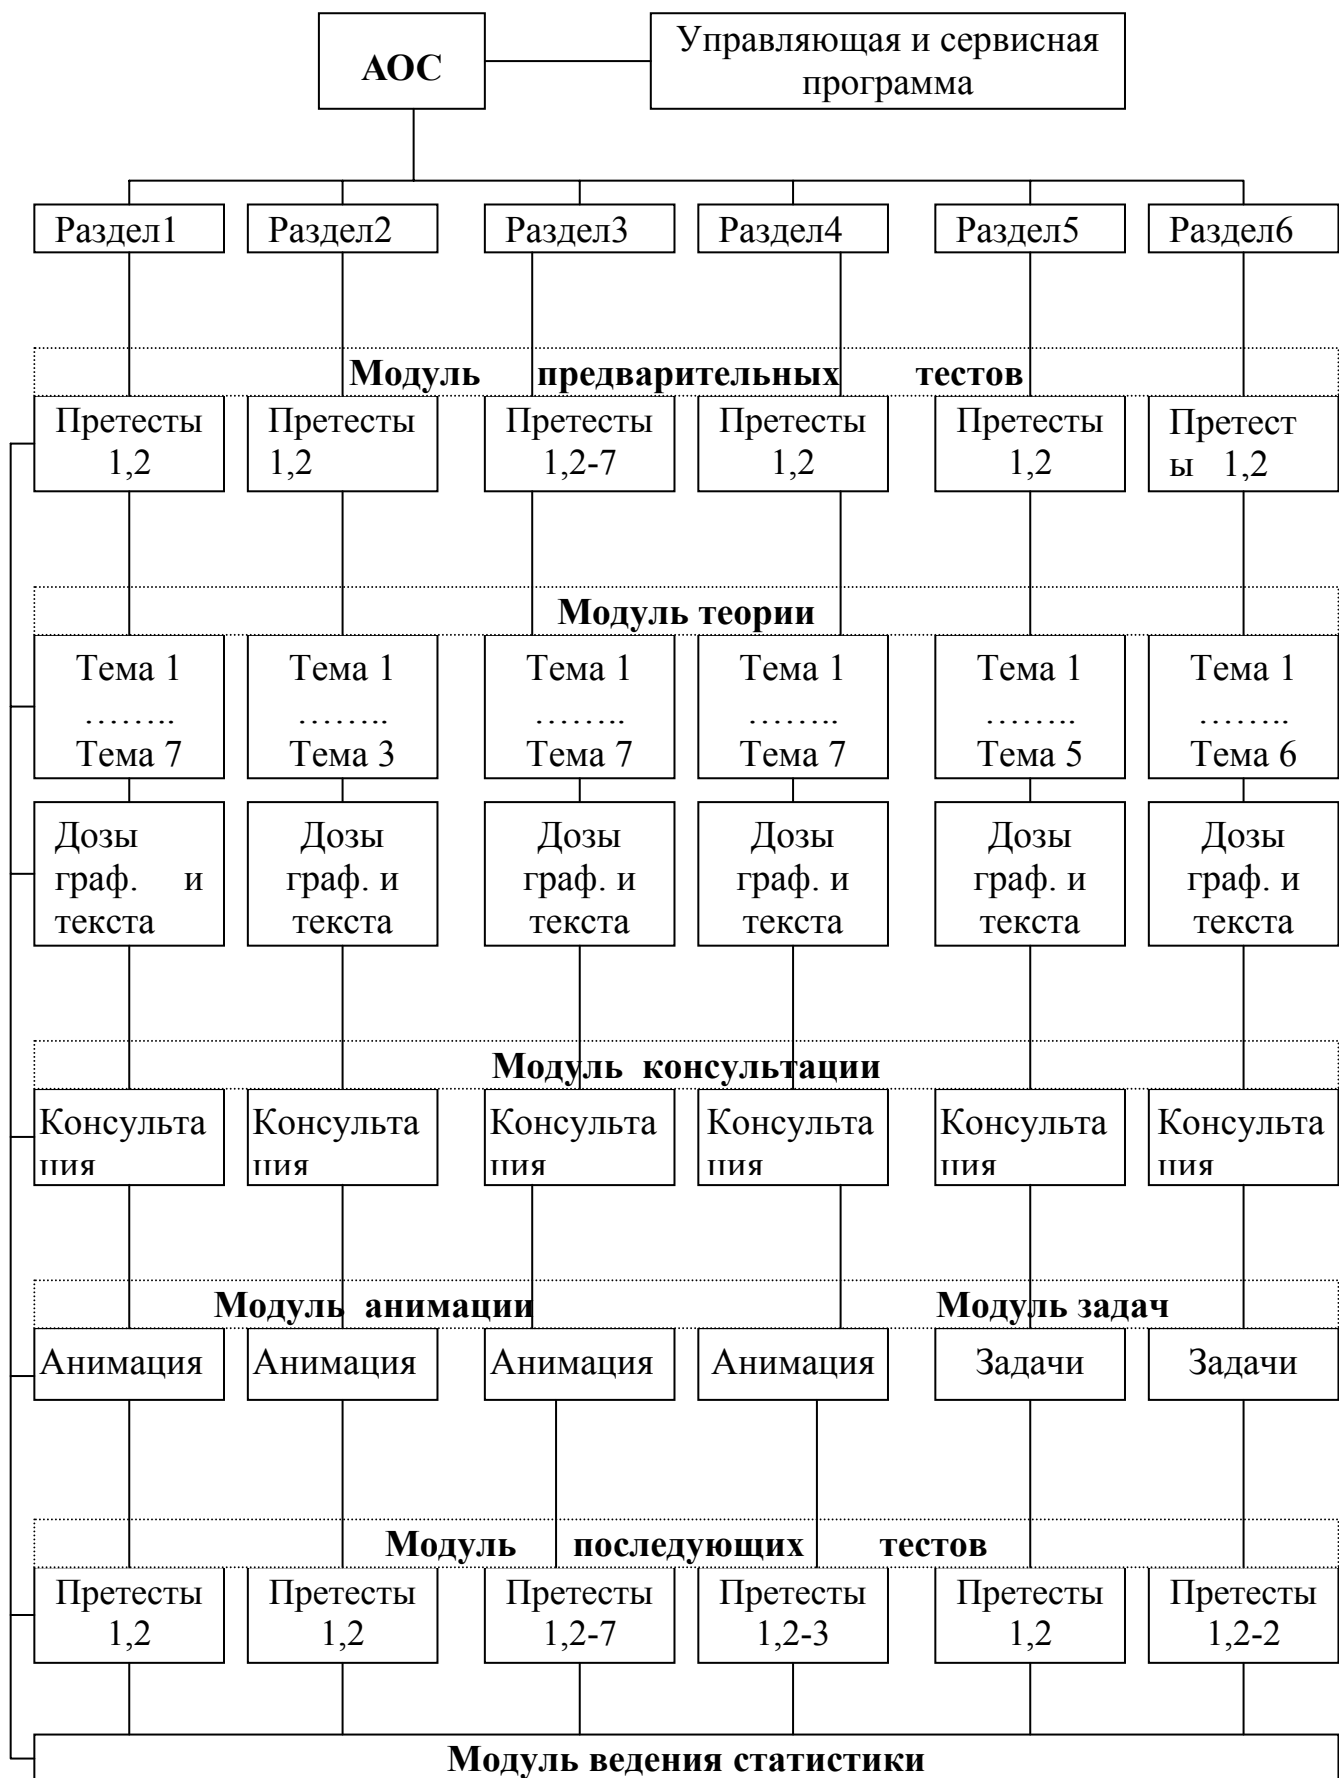 АОС
Управляющая и сервисная
программа
Раздел1
Раздел2
Раздел3
Раздел4
Раздел5
Раздел6
Модуль предварительных тестов
Претесты
1,2
Претесты
1,2
Претесты
1,2-7
Претесты
1,2
Претесты
1,2
Претест
ы 1,2
Модуль теории
Тема 1
……..
Тема 7
Тема 1
……..
Тема 3
Тема 1
……..
Тема 7
Тема 1
……..
Тема 7
Тема 1
……..
Тема 5
Тема 1
……..
Тема 6
Дозы
граф. и
текста
Дозы
граф. и
текста
Дозы
граф. и
текста
Дозы
граф. и
текста
Дозы
граф. и
текста
Дозы
граф. и
текста
Модуль консультации
Консульта
ция
Консульта
ция
Консульта
ция
Консульта
ция
Консульта
ция
Консульта
ция
Модуль анимации
Модуль задач
Анимация
Анимация
Анимация
Анимация
Задачи
Задачи
Модуль последующих тестов
Претесты
1,2
Претесты
1,2
Претесты
1,2-7
Претесты
1,2-3
Претесты
1,2
Претесты
1,2-2
Модуль ведения статистики